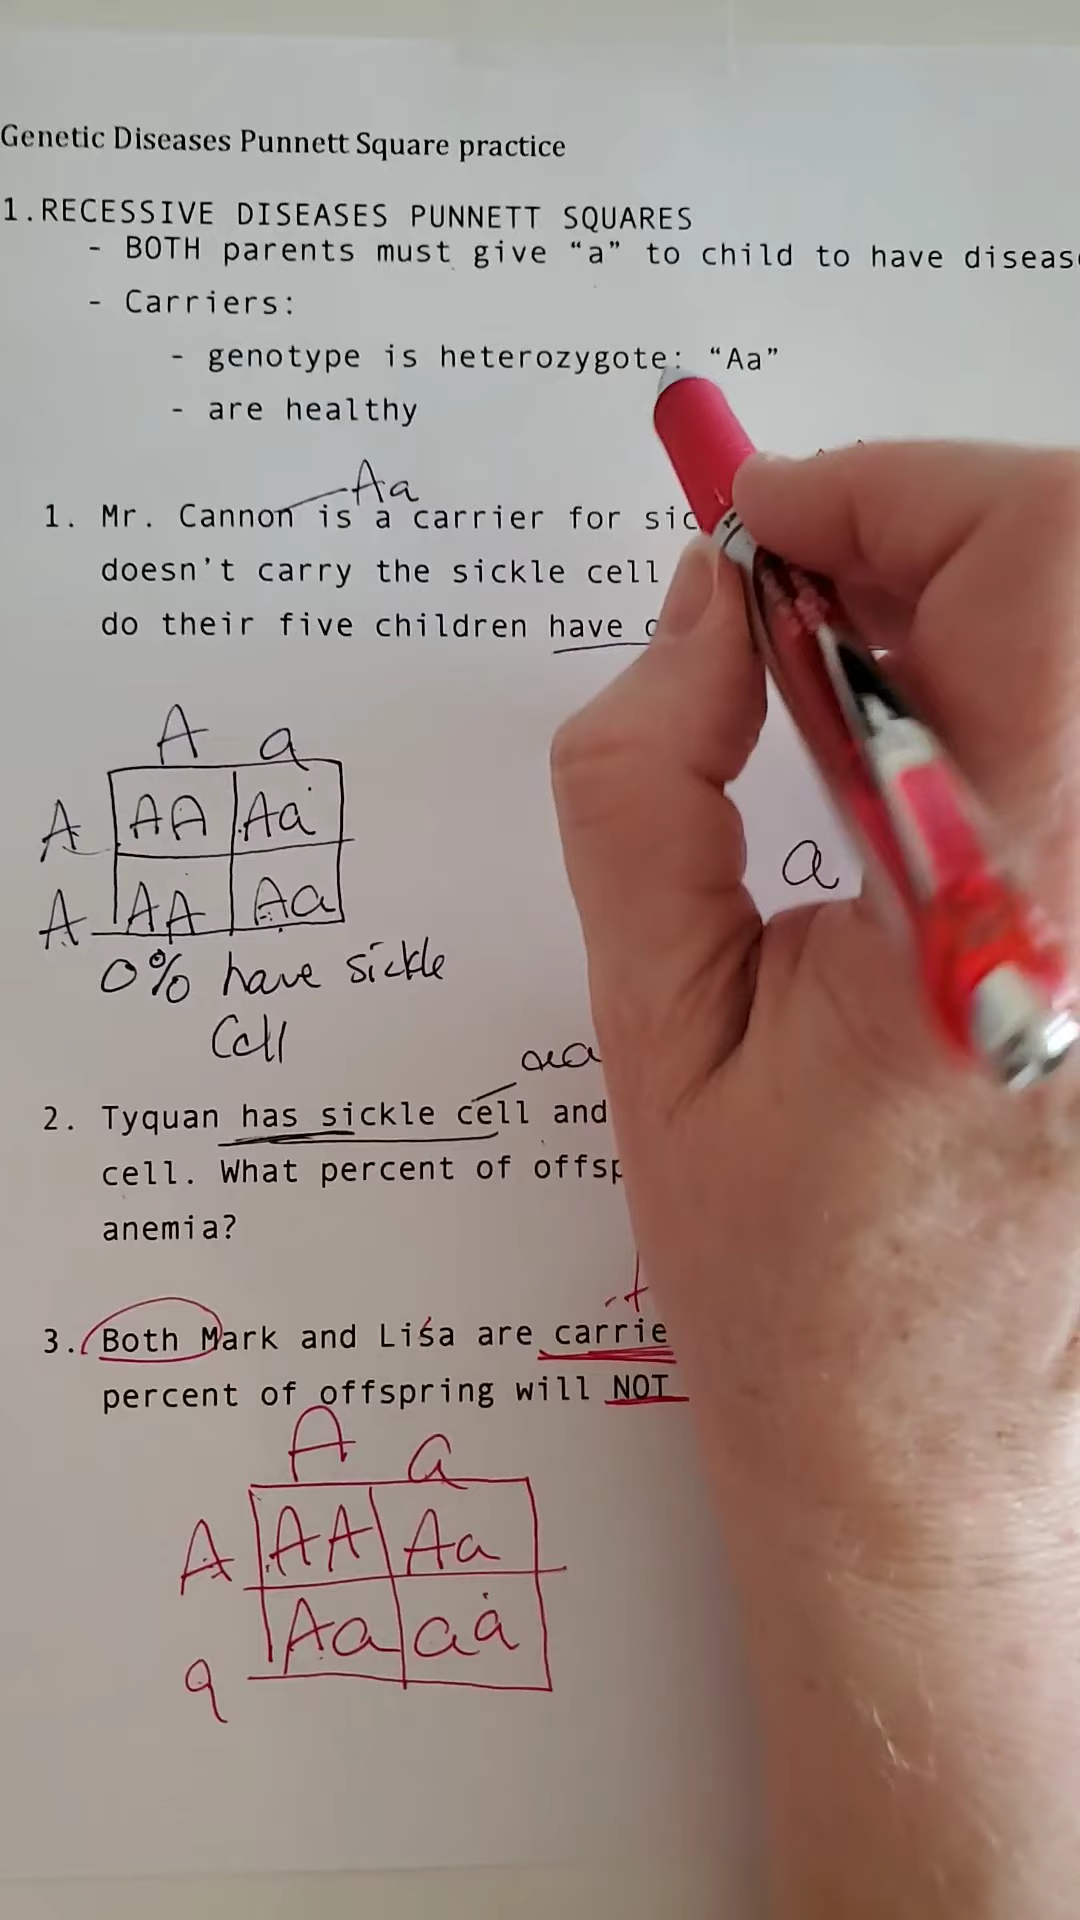 Genetic Diseases Punnett Square practice
1.RECESSIVE DISEASES PUNNETT SQUARES
- BOTH parents must give “a” to child to have diseas
- Carriers:
- genotype is heterozygote: “Aa”
- are healthy
Aa
1. Mr. Cannon is a carrier for sic
doesn't carry the sickle cell
do their five children have
A a
A AA Aa
A AA Aa
a
0% have sickle
Cell
aa
2. Tyquan has sickle cell and
cell. What percent of offsp
anemia?
3. Both Mark and Lisa are carrie
percent of offspring will NOT
A a
A AA Aa
a Aa aa